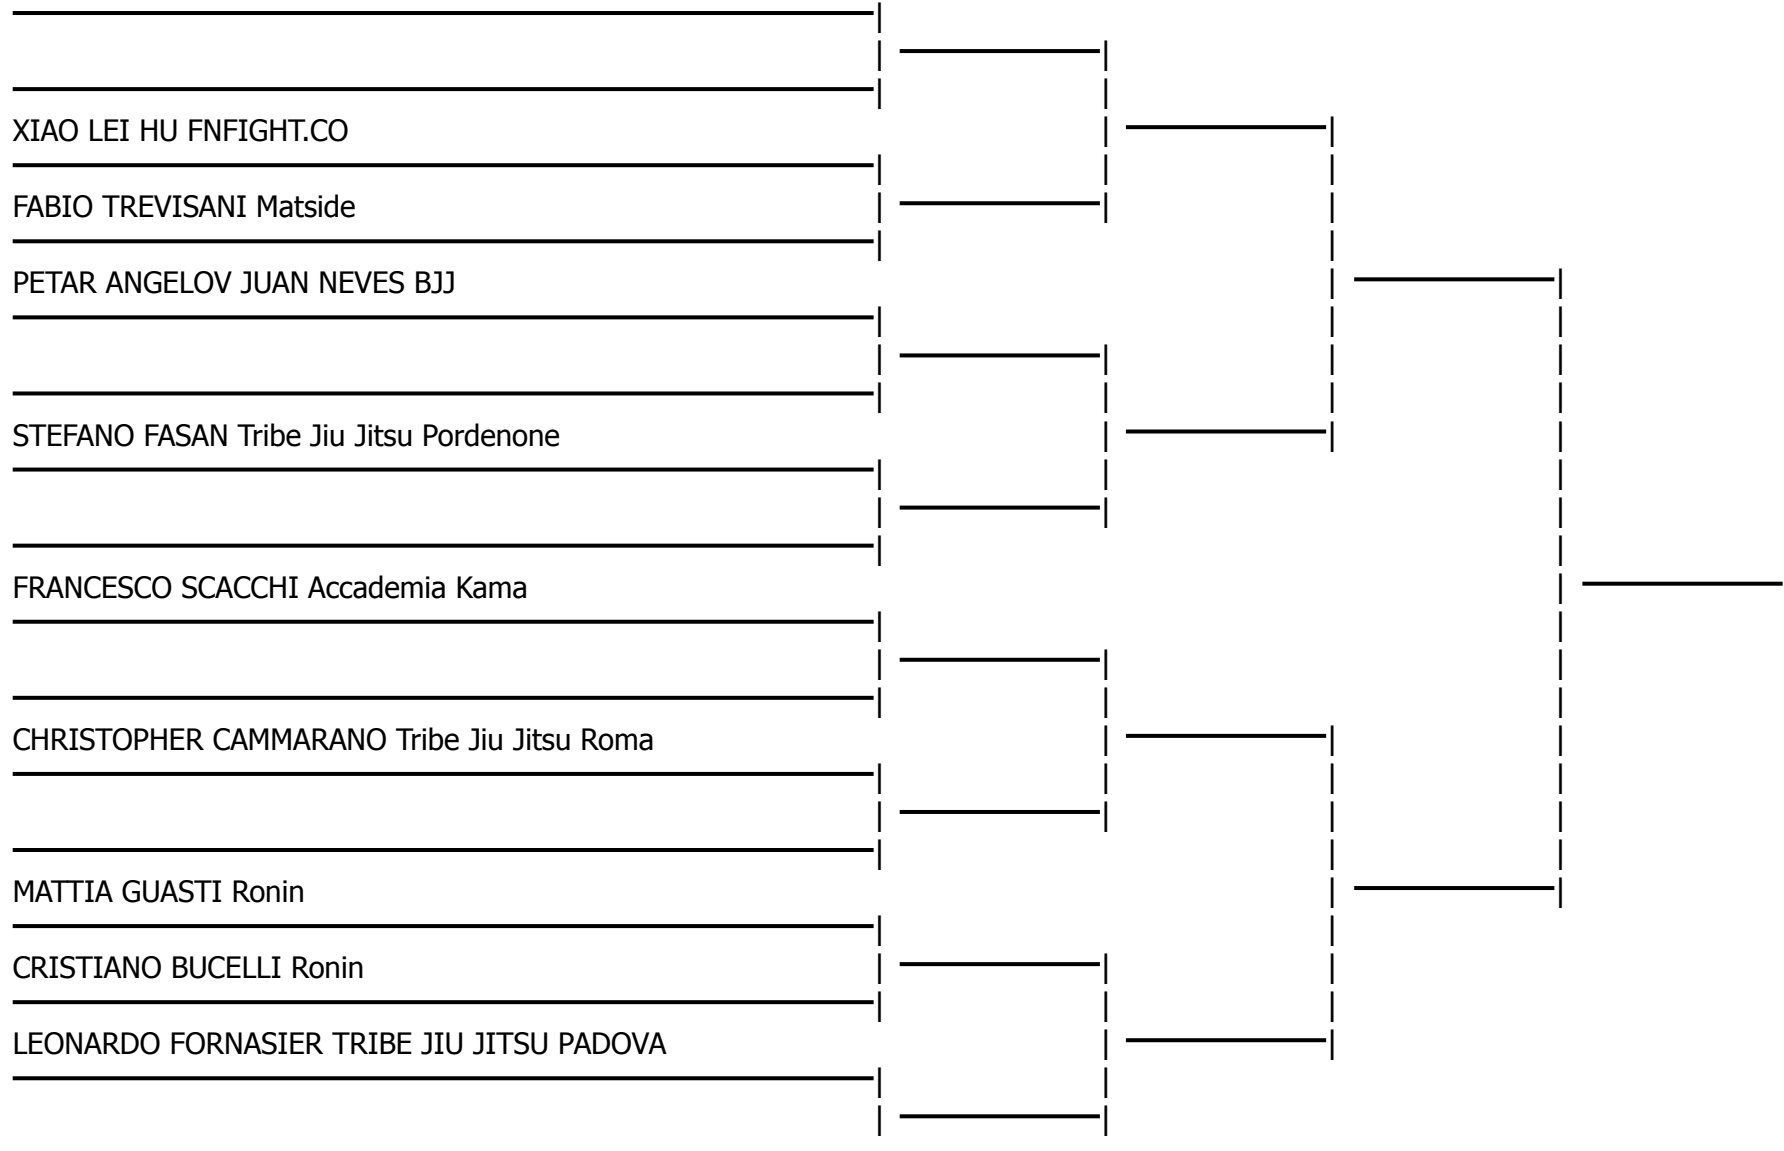 XIAO LEI HU FNFIGHT.CO
FABIO TREVISANI Matside
PETAR ANGELOV JUAN NEVES BJJ
STEFANO FASAN Tribe Jiu Jitsu Pordenone
FRANCESCO SCACCHI Accademia Kama
CHRISTOPHER CAMMARANO Tribe Jiu Jitsu Roma
MATTIA GUASTI Ronin
CRISTIANO BUCELLI Ronin
LEONARDO FORNASIER TRIBE JIU JITSU PADOVA